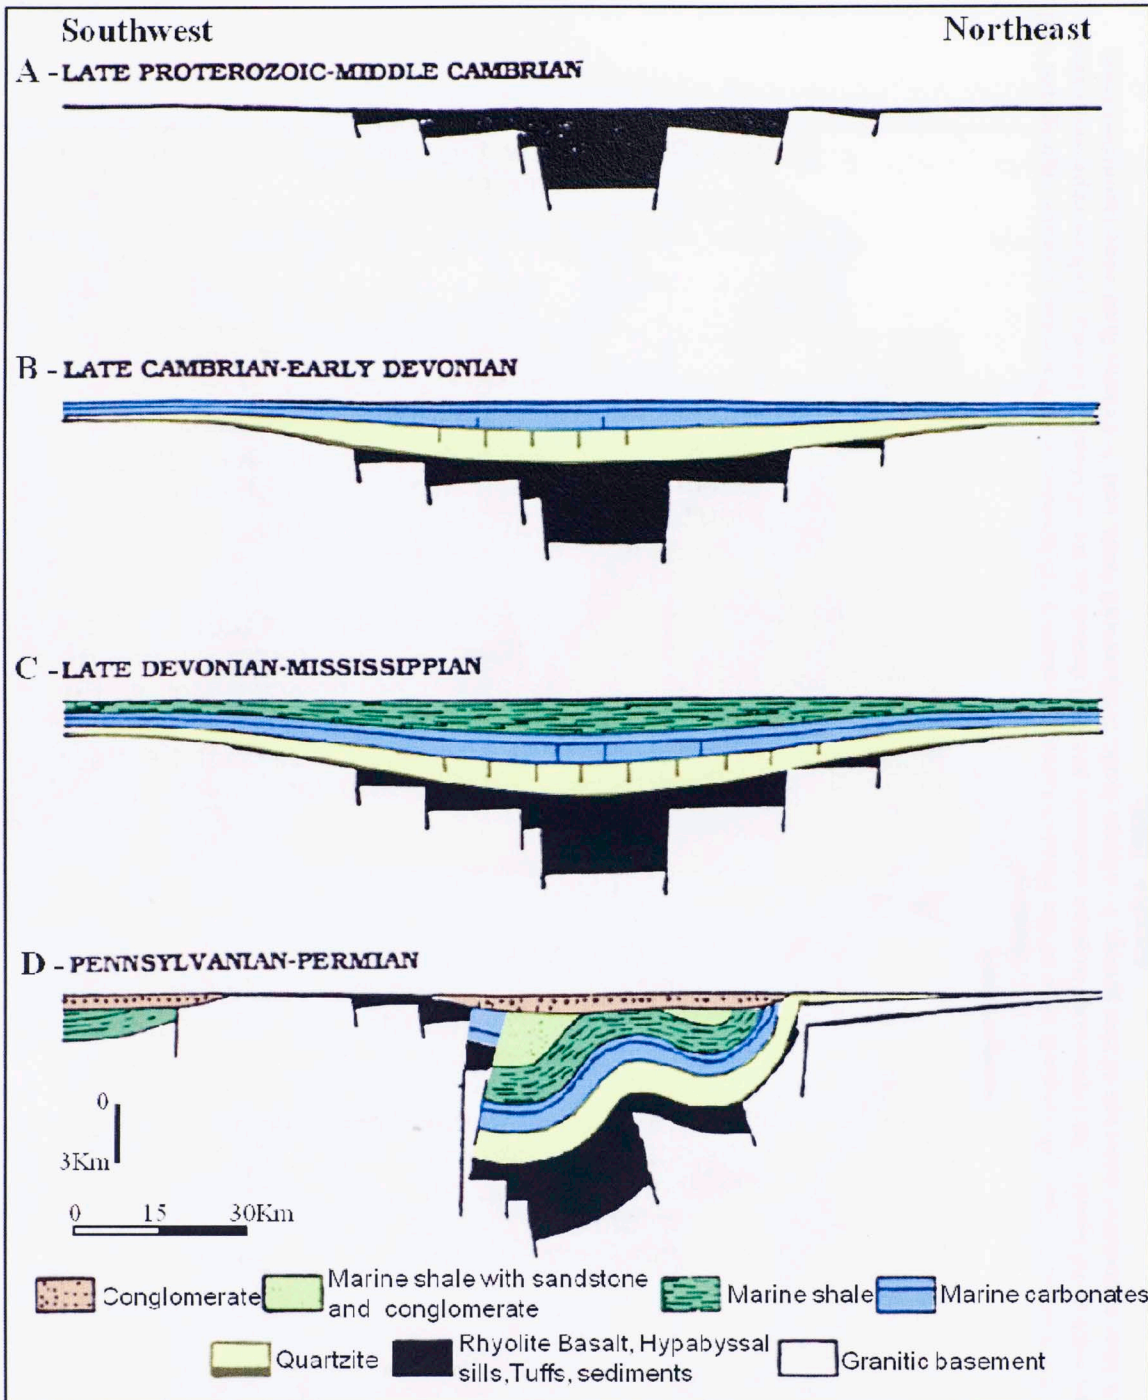 Southwest Northeast
A - LATE PROTEROZOIC-MIDDLE CAMBRIAN
B - LATE CAMBRIAN-EARLY DEVONIAN
C - LATE DEVONIAN-MISSISSIPPIAN
D - PENNSYLVANIAN-PERMIAN
0
3Km
0 15 30Km
Conglomerate
Marine shale with sandstone
and conglomerate
Marine shale
Marine carbonates
Quartzite
Rhyolite Basalt, Hypabyssal
sills,Tuffs, sediments
Granitic basement